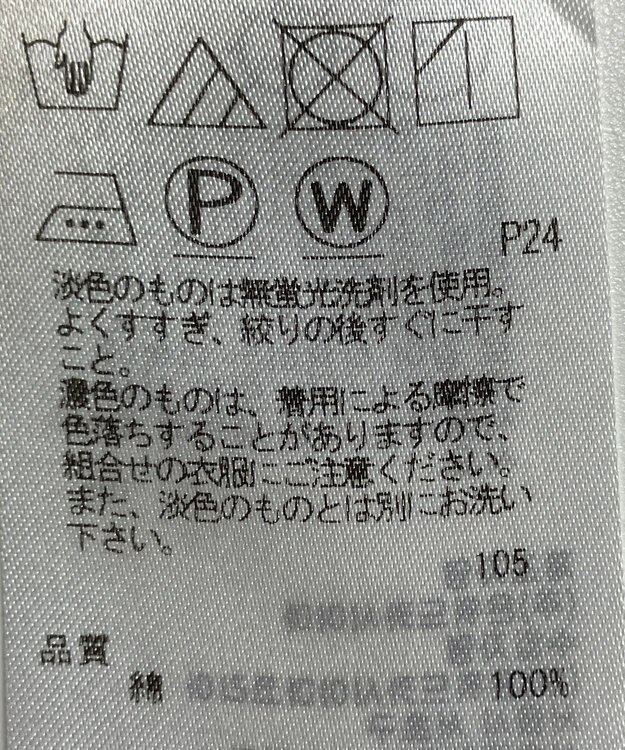 P W
P24
淡色のものは無蛍光洗剤を使用。
よくすすぎ、絞りの後すぐに干す
こと。
濃色のものは、着用による摩擦で
色落ちすることがありますので、
組合せの衣服にご注意ください。
また、淡色のものとは別にお洗い
下さい。
105
品質
綿 100%